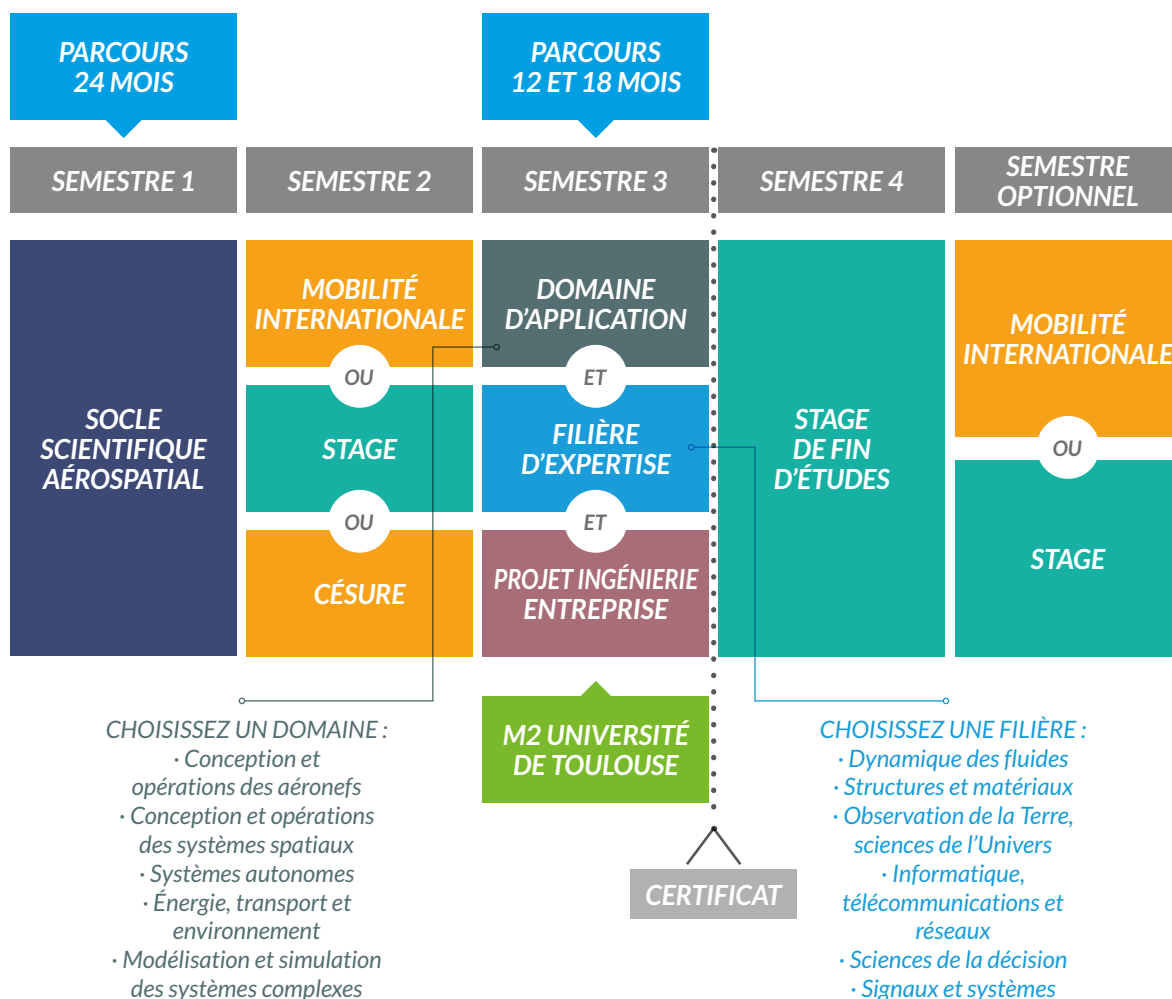 PARCOURS
24 MOIS
PARCOURS
12 ET 18 MOIS
SEMESTRE 1
SEMESTRE 2
SEMESTRE 3
SEMESTRE 4
SEMESTRE
OPTIONNEL
SOCLE
SCIENTIFIQUE
AÉROSPATIAL
MOBILITÉ
INTERNATIONALE
OU
STAGE
OU
CÉSURE
DOMAINE
D'APPLICATION
ET
FILIÈRE
D'EXPERTISE
ET
PROJET INGÉNIERIE
ENTREPRISE
STAGE
DE FIN
D'ÉTUDES
MOBILITÉ
INTERNATIONALE
OU
STAGE
M2 UNIVERSITÉ
DE TOULOUSE
CERTIFICAT
CHOISISSEZ UN DOMAINE :
· Conception et
opérations des aéronefs
· Conception et opérations
des systèmes spatiaux
· Systèmes autonomes
· Énergie, transport et
environnement
· Modélisation et simulation
des systèmes complexes
CHOISISSEZ UNE FILIÈRE :
· Dynamique des fluides
· Structures et matériaux
· Observation de la Terre,
sciences de l'Univers
· Informatique,
télécommunications et
réseaux
· Sciences de la décision
· Signaux et systèmes